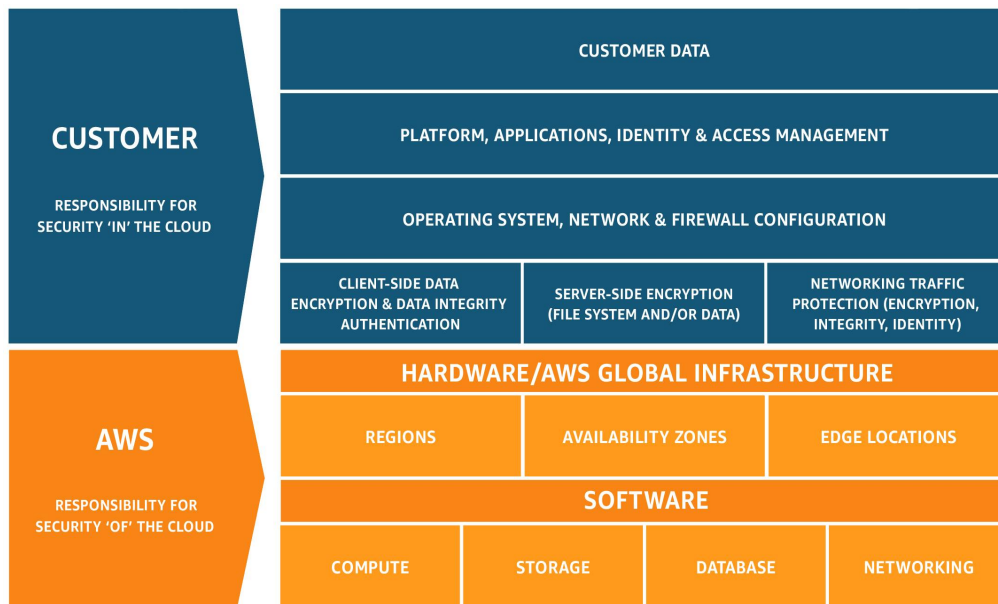 CUSTOMER
RESPONSIBILITY FOR
SECURITY ‘IN’ THE CLOUD
CUSTOMER DATA
PLATFORM, APPLICATIONS, IDENTITY & ACCESS MANAGEMENT
OPERATING SYSTEM, NETWORK & FIREWALL CONFIGURATION
CLIENT-SIDE DATA
ENCRYPTION & DATA INTEGRITY
AUTHENTICATION
SERVER-SIDE ENCRYPTION
(FILE SYSTEM AND/OR DATA)
NETWORKING TRAFFIC
PROTECTION (ENCRYPTION,
INTEGRITY, IDENTITY)
AWS
RESPONSIBILITY FOR
SECURITY ‘OF’ THE CLOUD
HARDWARE/AWS GLOBAL INFRASTRUCTURE
REGIONS
AVAILABILITY ZONES
EDGE LOCATIONS
SOFTWARE
COMPUTE
STORAGE
DATABASE
NETWORKING